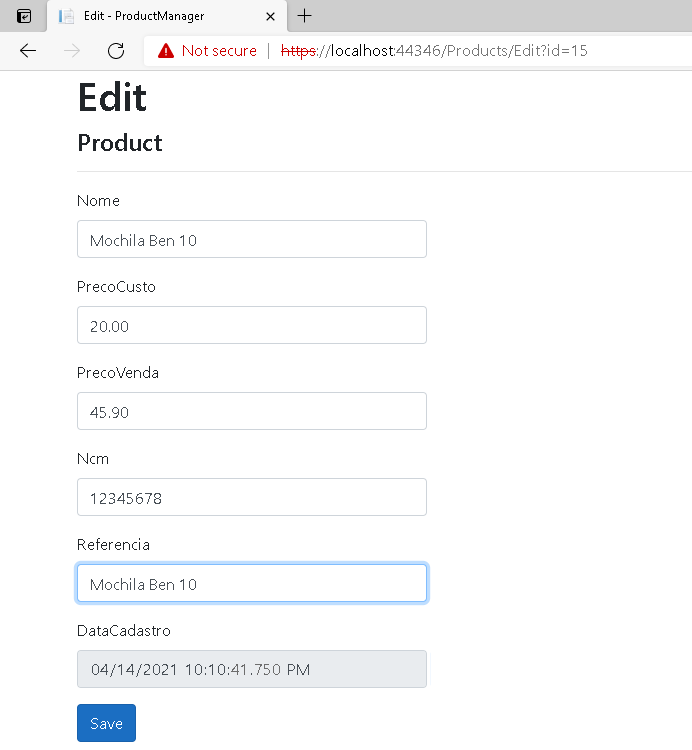 Edit - ProductManager
Not secure | https://localhost:44346/Products/Edit?id=15
Edit
Product
Nome
Mochila Ben 10
PrecoCusto
20.00
PrecoVenda
45.90
Ncm
12345678
Referencia
Mochila Ben 10
DataCadastro
04/14/2021 10:10:41.750 PM
Save